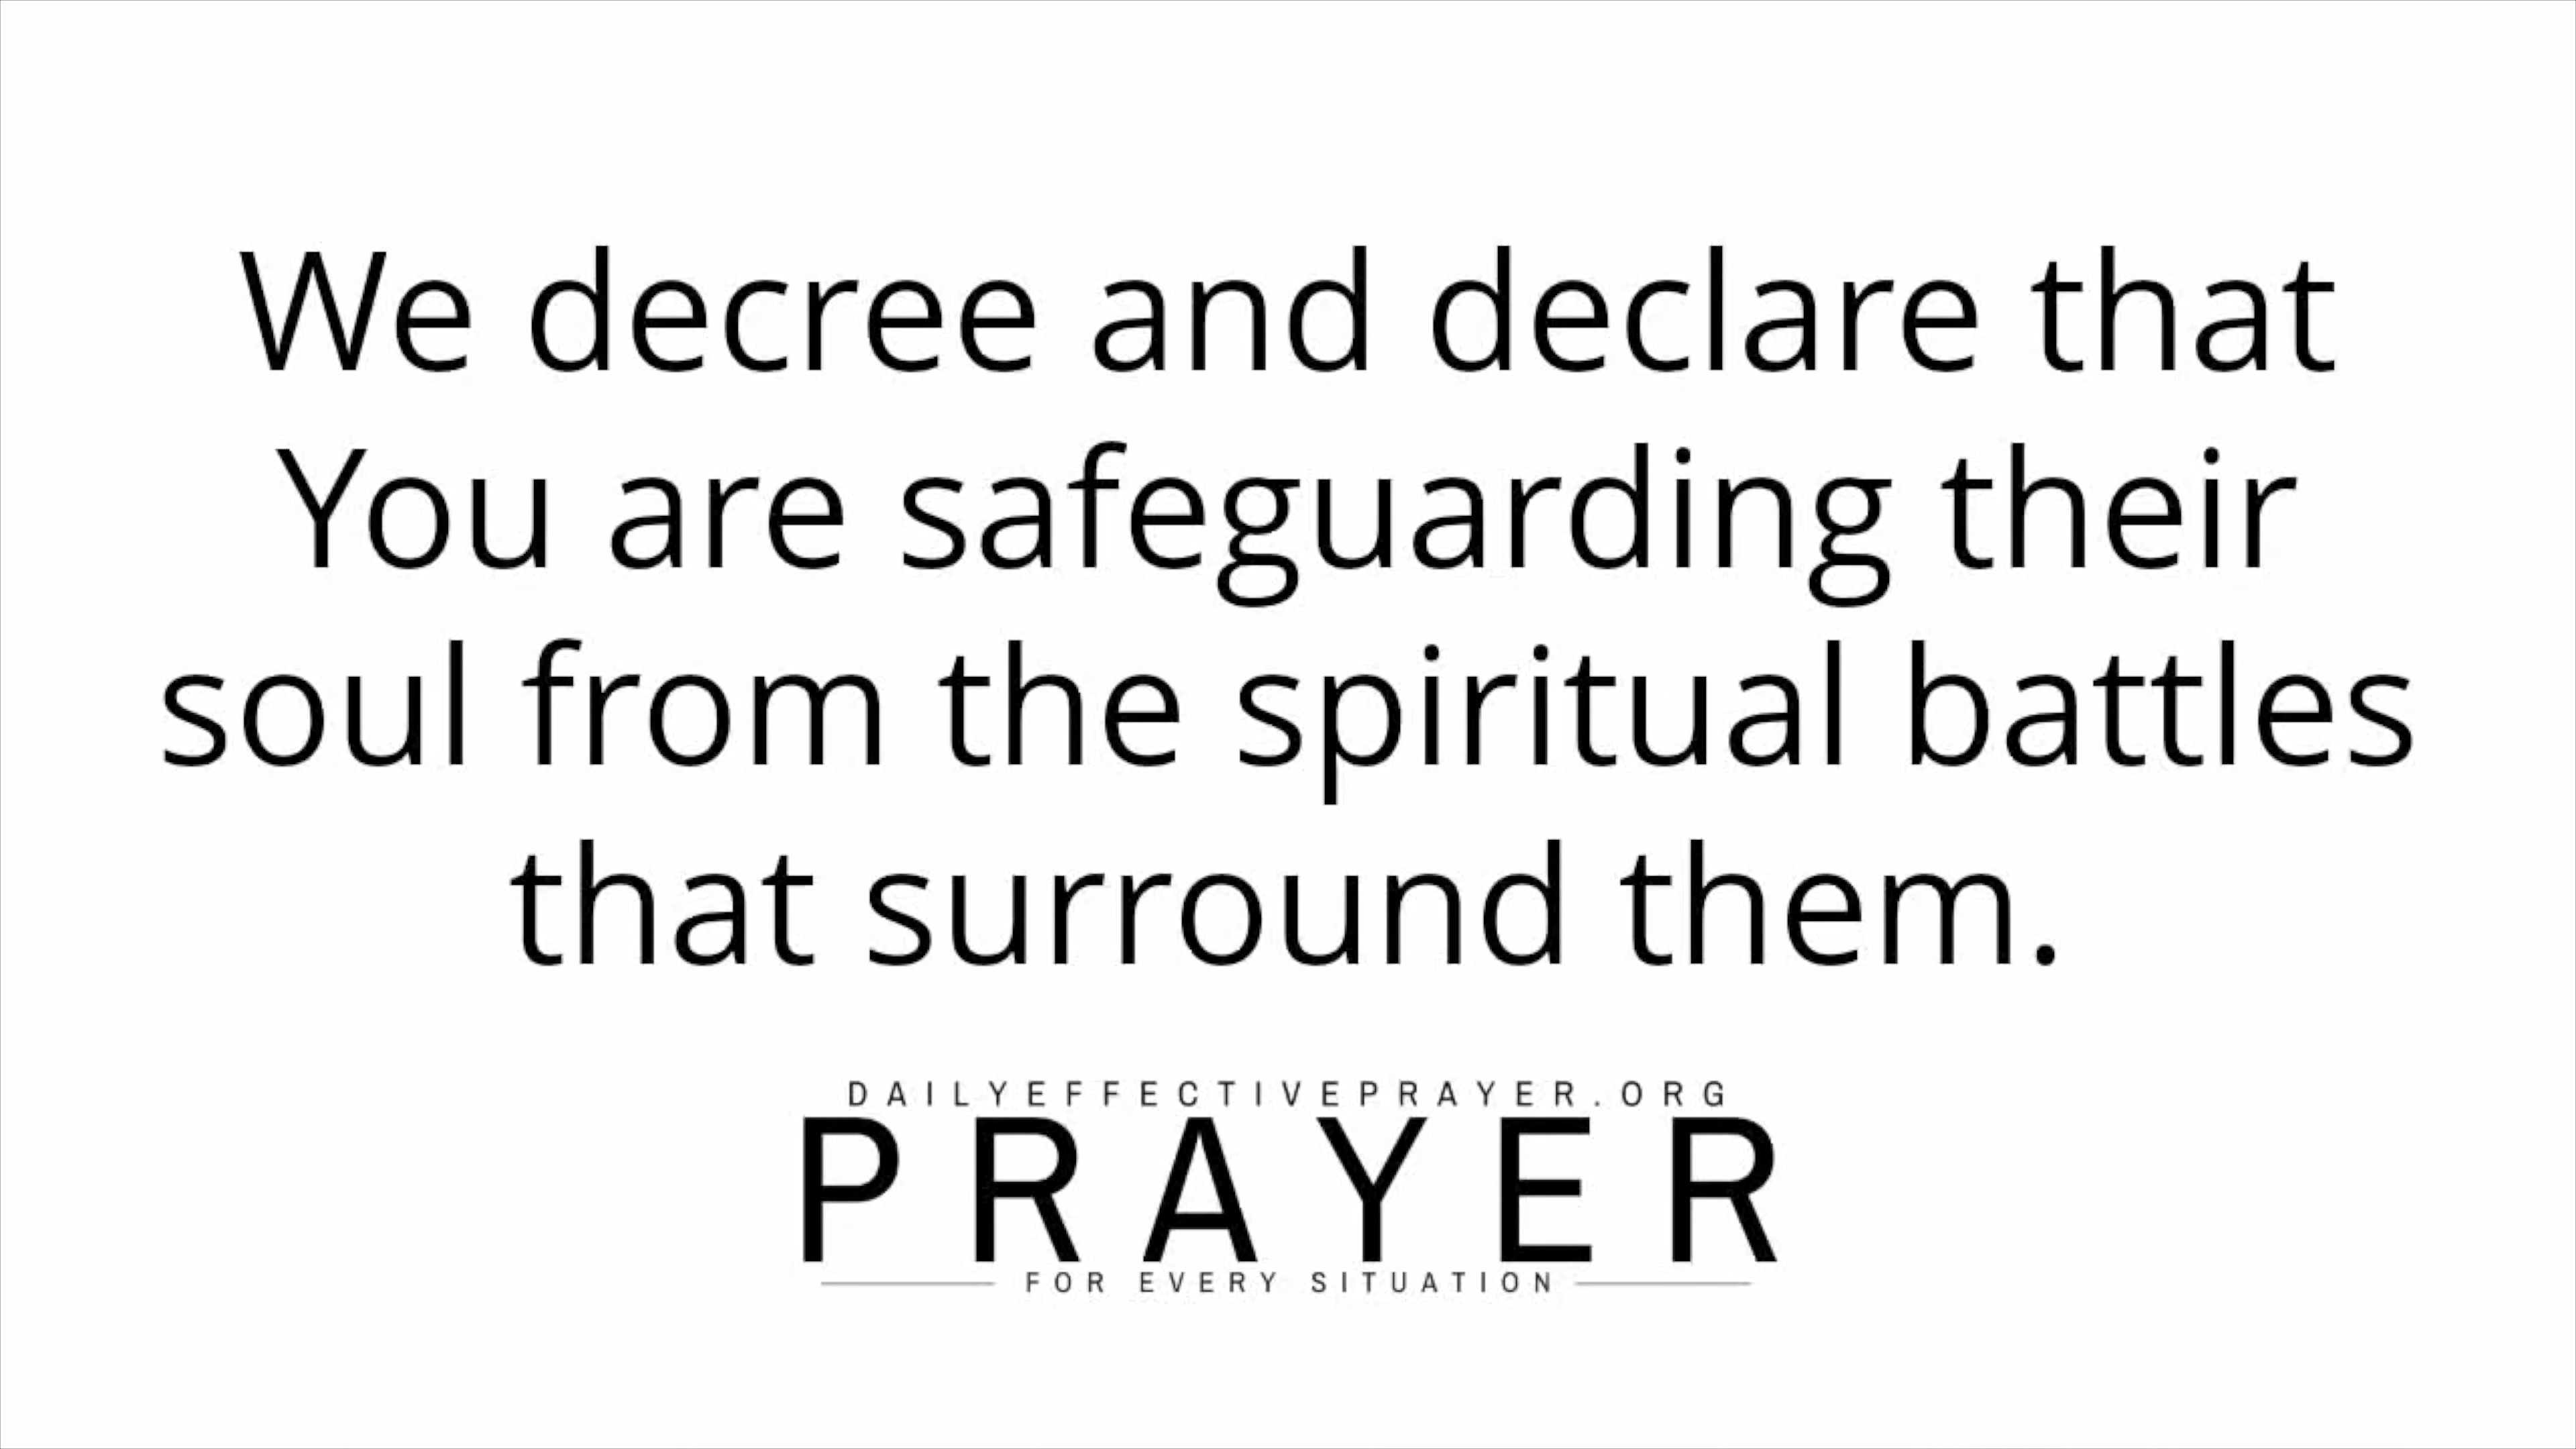 We decree and declare that
You are safeguarding their
soul from the spiritual battles
that surround them.
DAILYEFFECTIVEPRAYER.ORG
PRAYER
FOR EVERY SITUATION